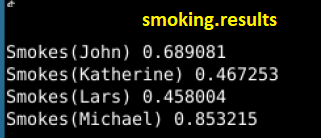 smoking.results
Smokes(John) 0.689081
Smokes(Katherine) 0.467253
Smokes(Lars) 0.458004
Smokes(Michael) 0.853215